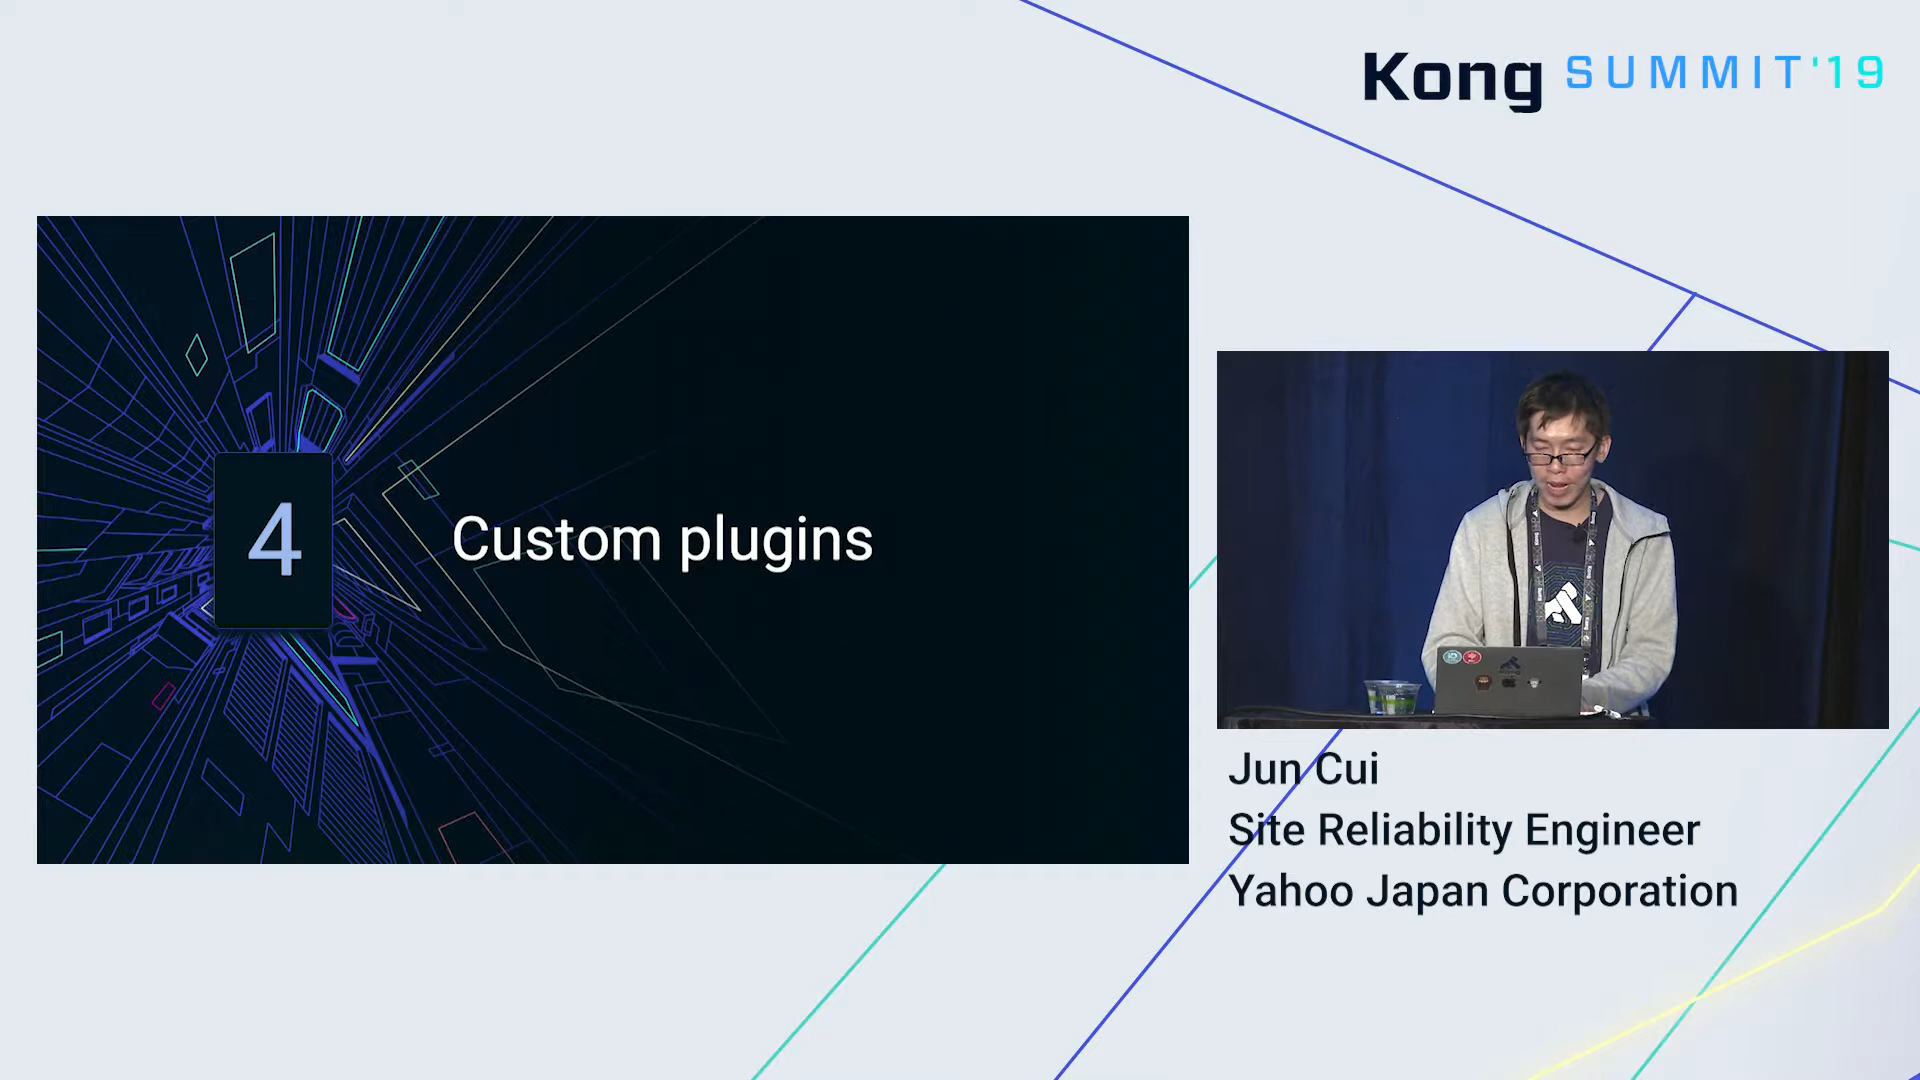 Kong SUMMIT'19
4
Custom plugins
Jun Cui
Site Reliability Engineer
Yahoo Japan Corporation